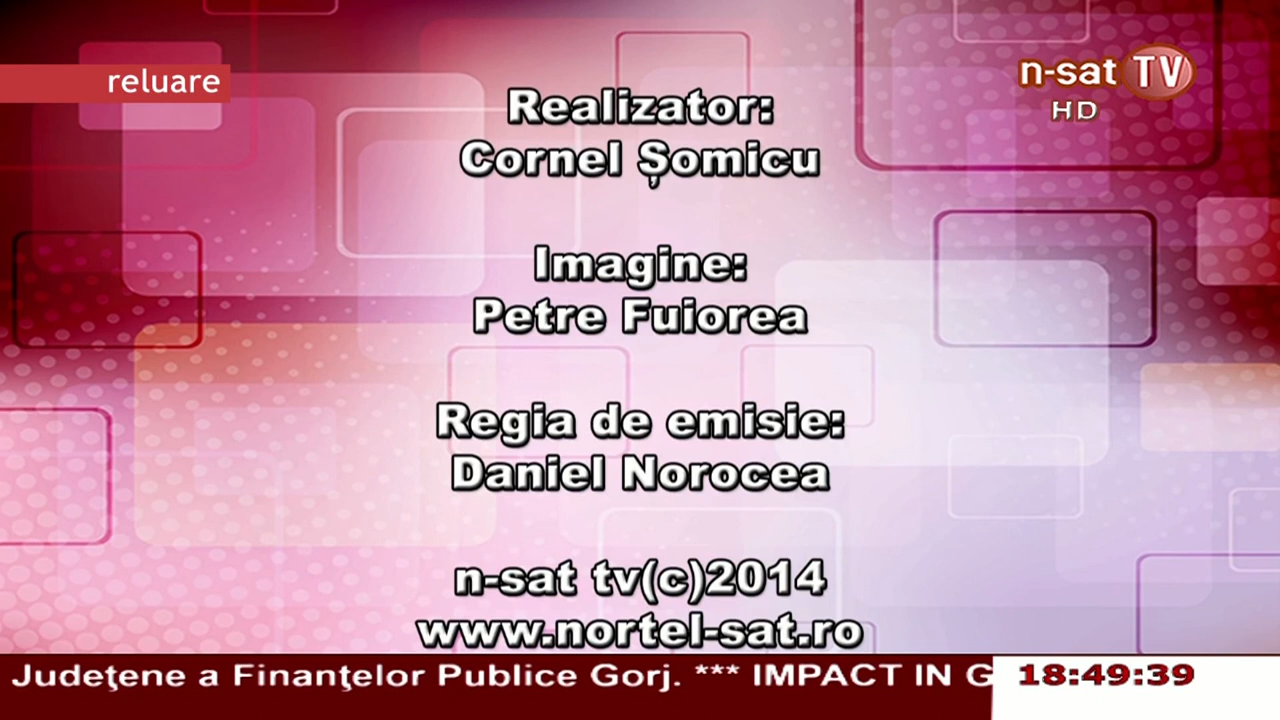 reluare
n-sat TV
HD
Realizator:
Cornel Șomicu
Imagine:
Petre Fuiorea
Regia de emisie:
Daniel Norocea
n-sat tv(c)2014
www.nortel-sat.ro
Judeţene a Finanţelor Publice Gorj. *** IMPACT IN G
18:49:39